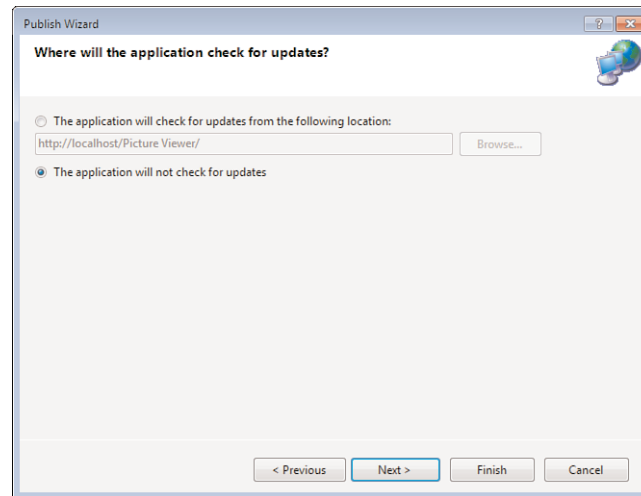 Publish Wizard
Where will the application check for updates?
The application will check for updates from the following location:
http://localhost/Picture Viewer/
Browse...
The application will not check for updates
< Previous
Next >
Finish
Cancel